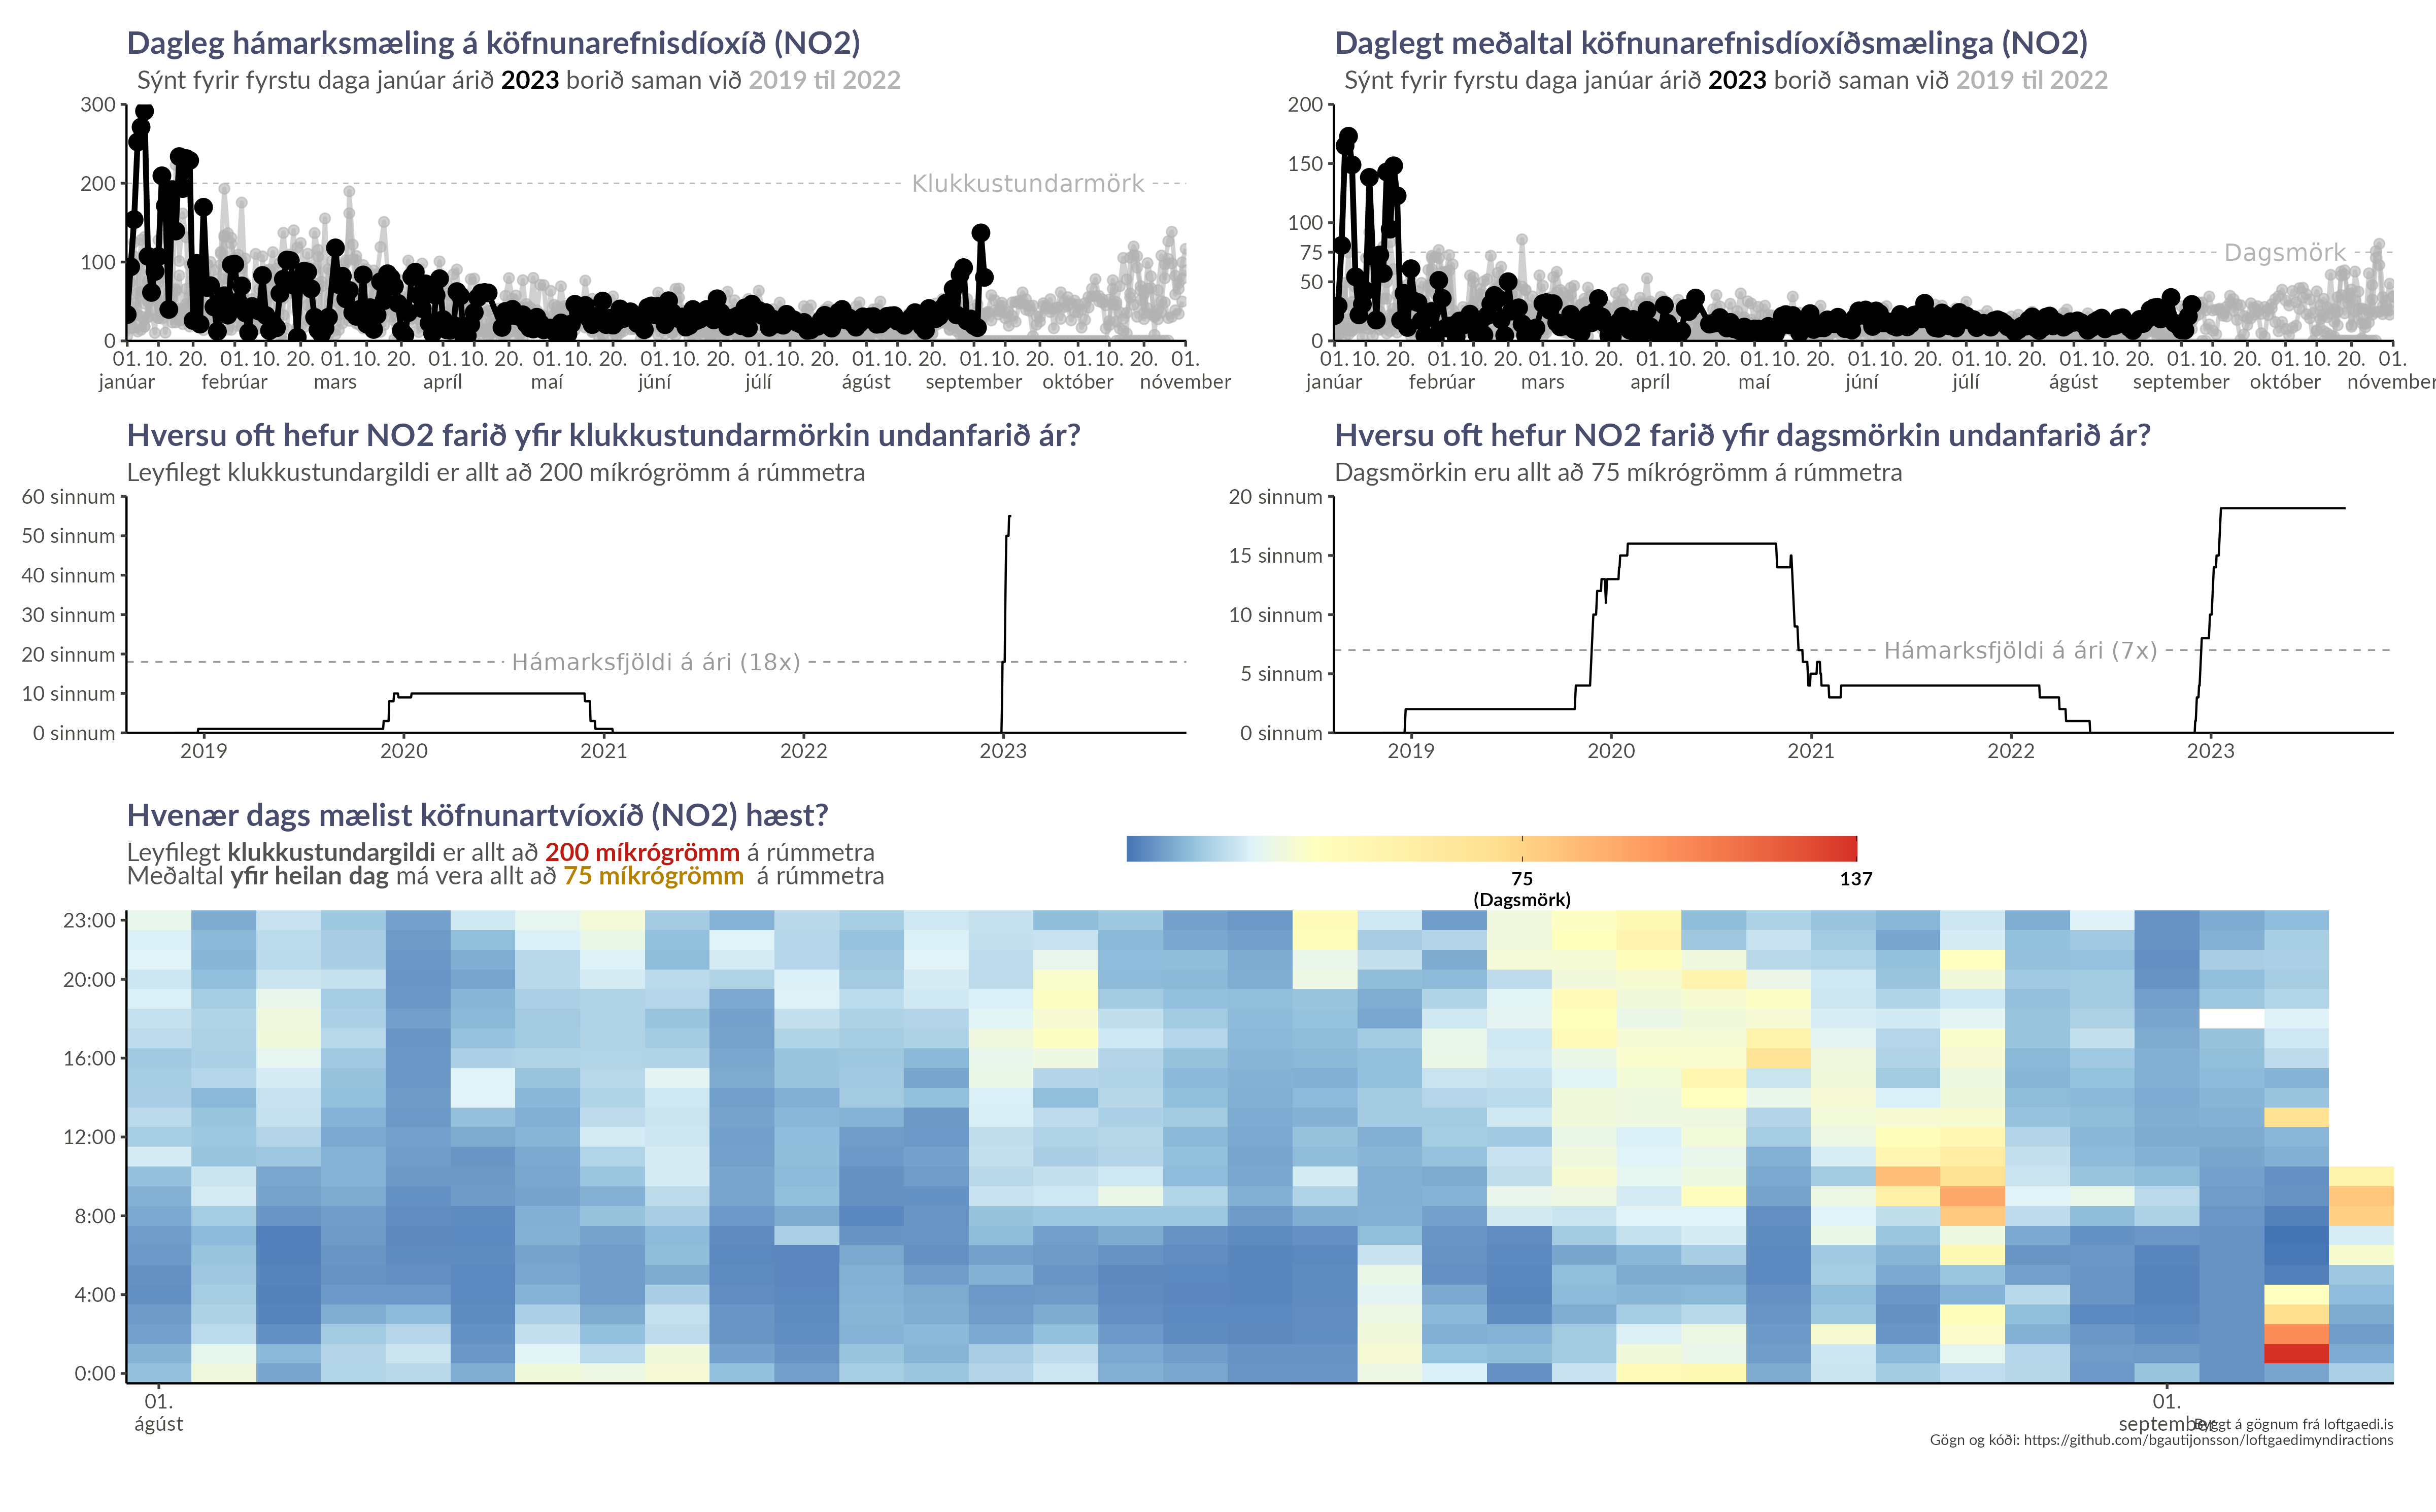 Dagleg hámarksmæling á köfnunarefnisdíoxíð (NO2)
Sýnt fyrir fyrstu daga janúar árið 2023 borið saman við 2019 til 2022
300
200
100
0
Klukkustundarmörk
01. 10. 20. 01. 10. 20. 01. 10. 20. 01. 10. 20. 01. 10. 20. 01. 10. 20. 01. 10. 20. 01. 10. 20. 01. 10. 20. 01. 10. 20. 01.
janúar febrúar mars apríl maí júní júlí ágúst september október nóvember
Daglegt meðaltal köfnunarefnisdíoxíðsmælinga (NO2)
Sýnt fyrir fyrstu daga janúar árið 2023 borið saman við 2019 til 2022
200
150
100
75
50
0
Dagsmörk
01. 10. 20. 01. 10. 20. 01. 10. 20. 01. 10. 20. 01. 10. 20. 01. 10. 20. 01. 10. 20. 01. 10. 20. 01. 10. 20. 01. 10. 20. 01.
janúar febrúar mars apríl maí júní júlí ágúst september október nóvember
Hversu oft hefur NO2 farið yfir klukkustundarmörkin undanfarið ár?
Leyfilegt klukkustundargildi er allt að 200 míkrógrömm á rúmmetra
60 sinnum
50 sinnum
40 sinnum
30 sinnum
20 sinnum
10 sinnum
0 sinnum
Hámarksfjöldi á ári (18x)
2019 2020 2021 2022 2023
Hversu oft hefur NO2 farið yfir dagsmörkin undanfarið ár?
Dagsmörkin eru allt að 75 míkrógrömm á rúmmetra
20 sinnum
15 sinnum
10 sinnum
5 sinnum
0 sinnum
Hámarksfjöldi á ári (7x)
2019 2020 2021 2022 2023
Hvenær dags mælist köfnunartvíoxíð (NO2) hæst?
Leyfilegt klukkustundargildi er allt að 200 míkrógrömm á rúmmetra
Meðaltal yfir heilan dag má vera allt að 75 míkrógrömm á rúmmetra
75 137
(Dagsmörk)
23:00
20:00
16:00
12:00
8:00
4:00
0:00
01. 01.
ágúst september
Byggt á gögnum frá loftgaedi.is
Gögn og kóði: https://github.com/bgautijonsson/loftgaedimyndiractions